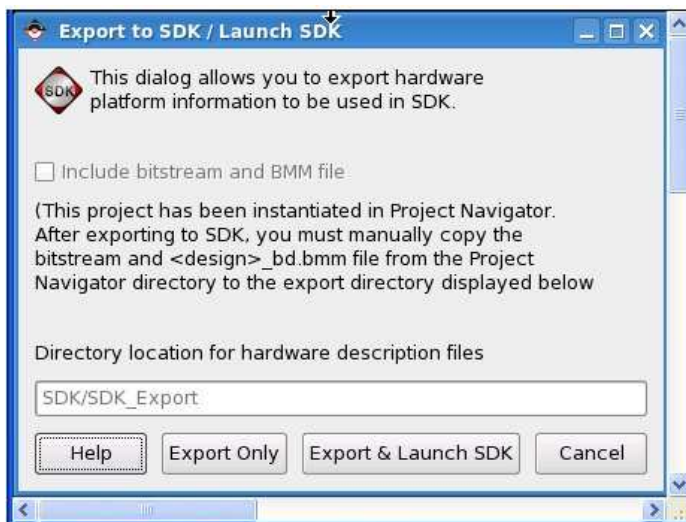 Export to SDK / Launch SDK
SDK
This dialog allows you to export hardware
platform information to be used in SDK.
Include bitstream and BMM file
(This project has been instantiated in Project Navigator.
After exporting to SDK, you must manually copy the
bitstream and <design>_bd.bmm file from the Project
Navigator directory to the export directory displayed below
Directory location for hardware description files
SDK/SDK_Export
Help
Export Only
Export & Launch SDK
Cancel